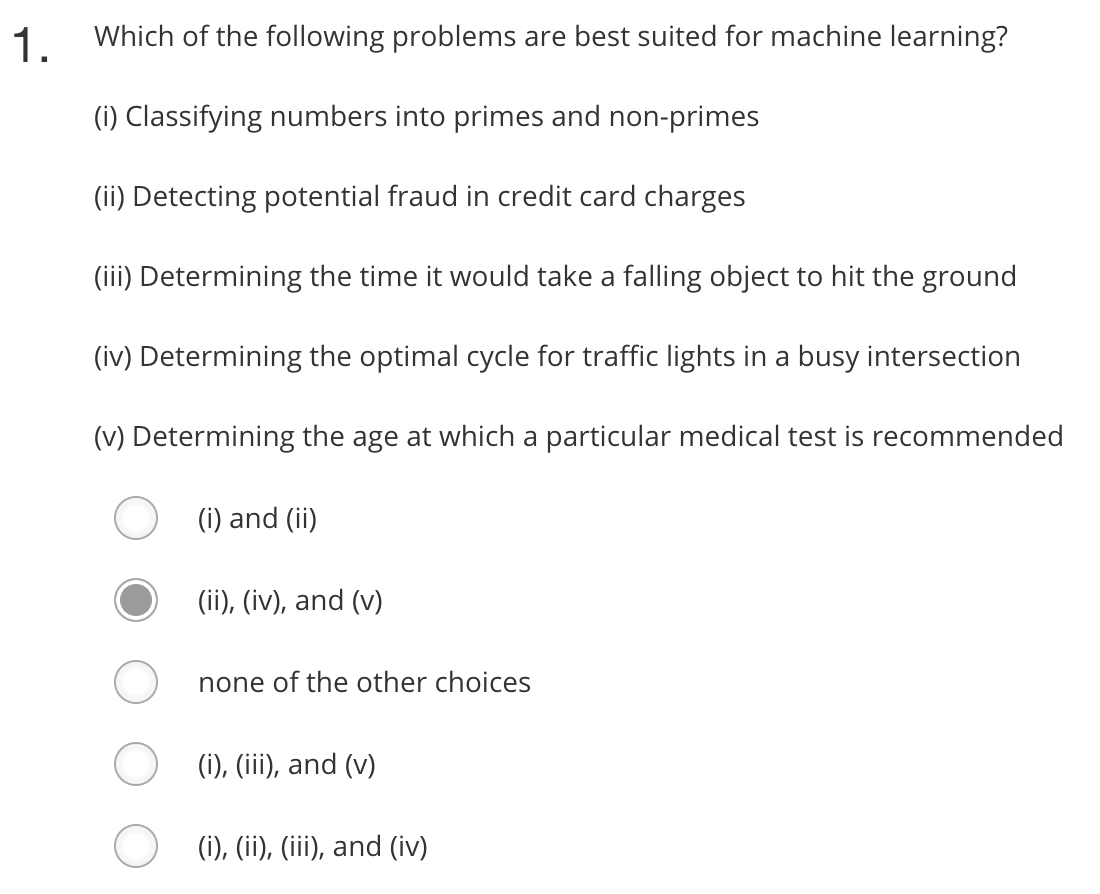 1. Which of the following problems are best suited for machine learning?
(i) Classifying numbers into primes and non-primes
(ii) Detecting potential fraud in credit card charges
(iii) Determining the time it would take a falling object to hit the ground
(iv) Determining the optimal cycle for traffic lights in a busy intersection
(v) Determining the age at which a particular medical test is recommended
(i) and (ii)
(ii), (iv), and (v)
none of the other choices
(i), (iii), and (v)
(i), (ii), (iii), and (iv)